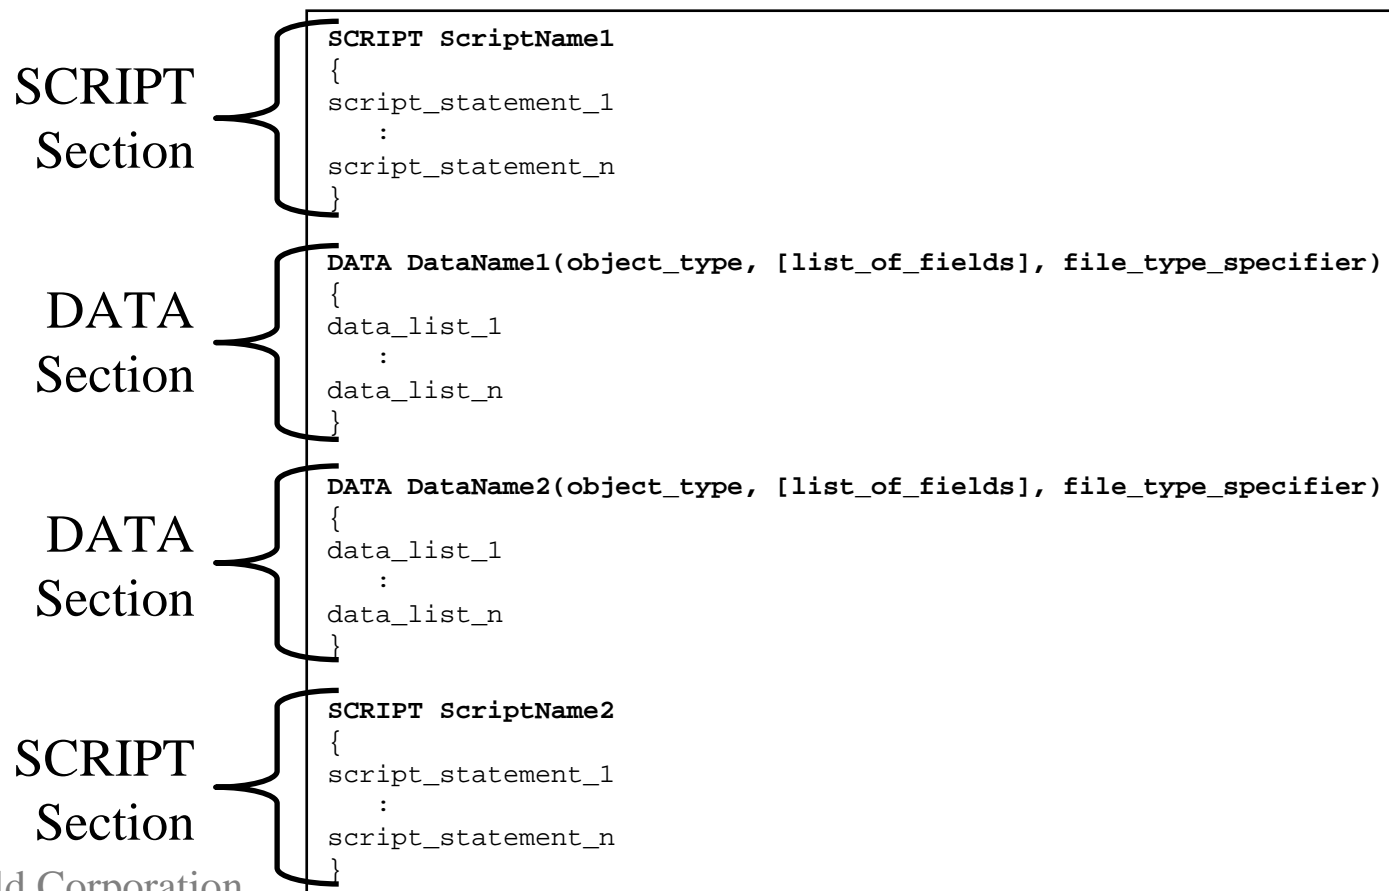 SCRIPT
Section
SCRIPT ScriptName1
{
script_statement_1
:
script_statement_n
}
DATA
Section
DATA DataName1(object_type, [list_of_fields], file_type_specifier)
{
data_list_1
:
data_list_n
}
DATA
Section
DATA DataName2(object_type, [list_of_fields], file_type_specifier)
{
data_list_1
:
data_list_n
}
SCRIPT
Section
SCRIPT ScriptName2
{
script_statement_1
:
script_statement_n
}
Corporation